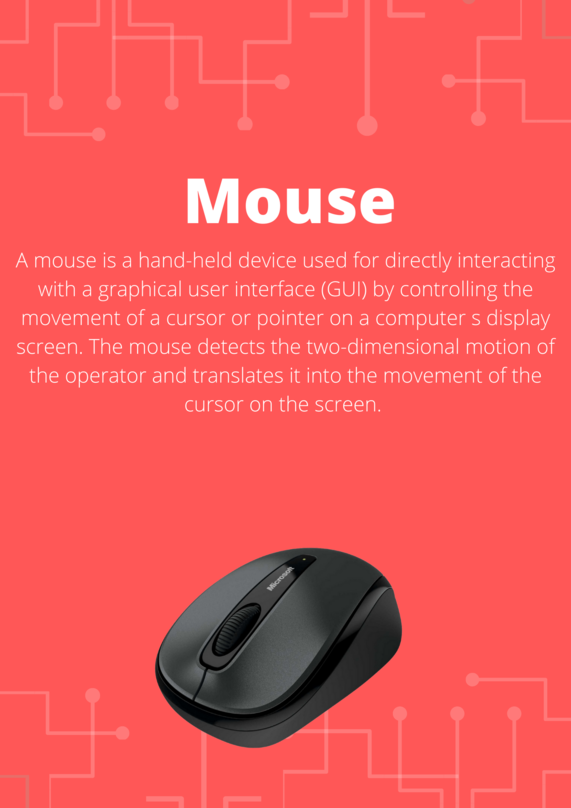 Mouse
A mouse is a hand-held device used for directly interacting
with a graphical user interface (GUI) by controlling the
movement of a cursor or pointer on a computer s display
screen. The mouse detects the two-dimensional motion of
the operator and translates it into the movement of the
cursor on the screen.
Microsoft